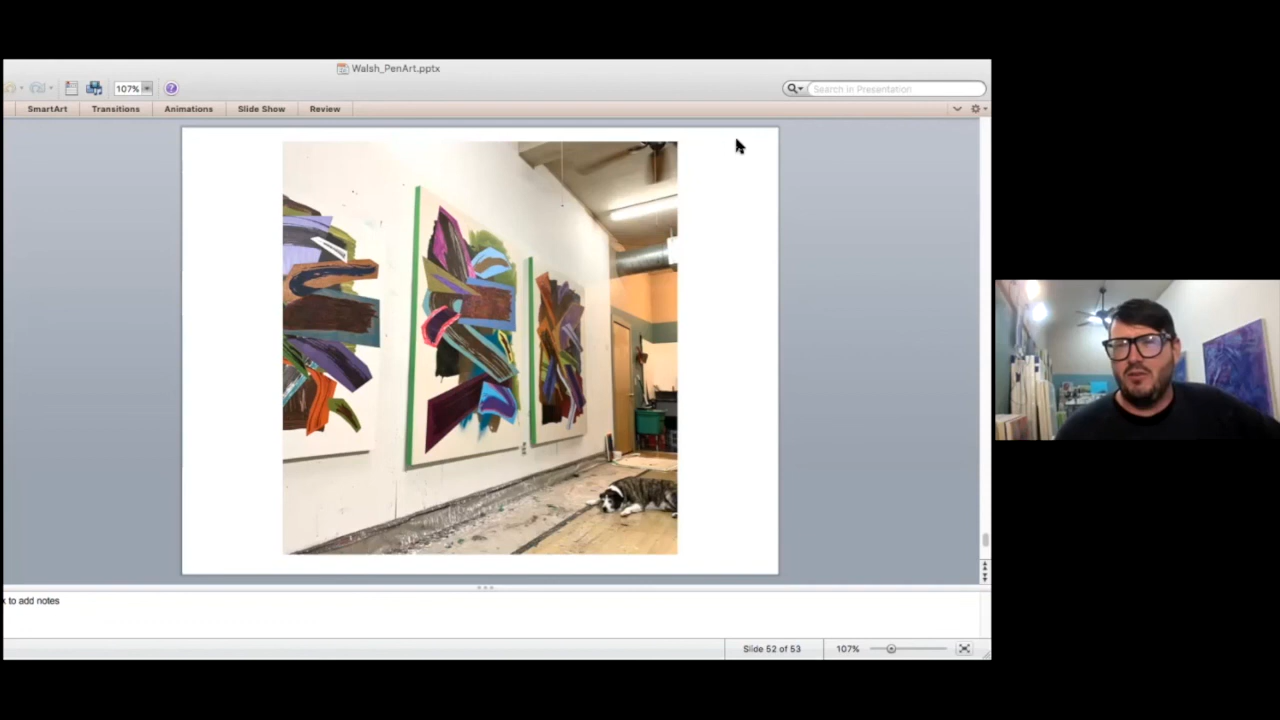 Walsh_PenArt.pptx
107%
Search in Presentation
SmartArt Transitions Animations Slide Show Review
k to add notes
Slide 52 of 53 107%